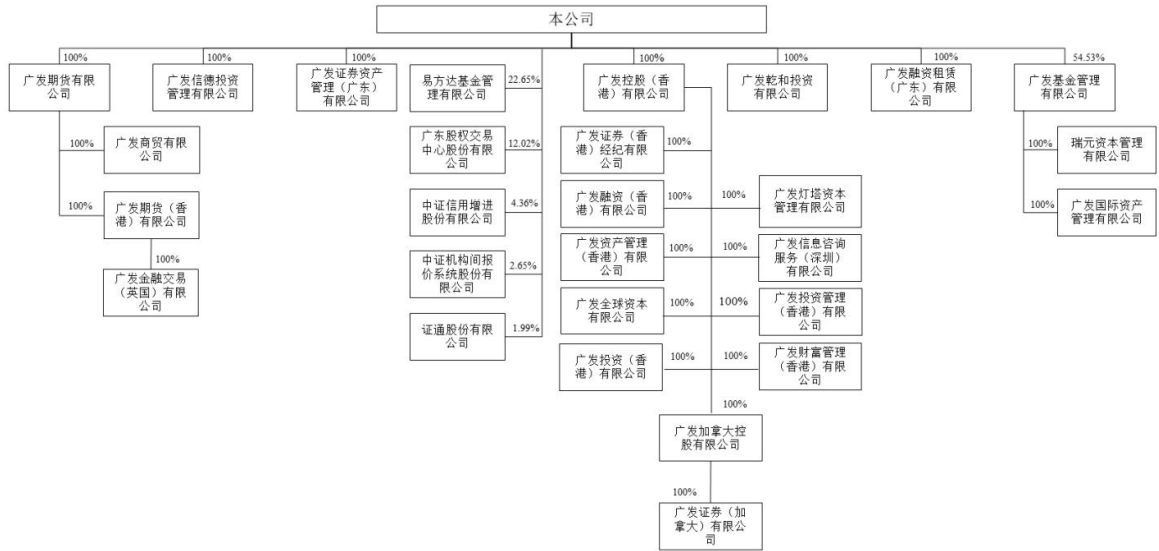 本公司
100%
100%
100%
100%
100%
100%
54.53%
广发期货有限
公司
广发信德投资
管理有限公司
广发证券资产
管理（广东）
有限公司
易方达基金管
理有限公司
22.65%
广发控股（香
港）有限公司
广发乾和投资
有限公司
广发融资租赁
（广东）有限
公司
广发基金管理
有限公司
100%
广发商贸有限
公司
广东股权交易
中心股份有限
公司
12.02%
广发证券（香
港）经纪有限
公司
100%
100%
瑞元资本管理
有限公司
100%
广发期货（香
港）有限公司
中证信用增进
股份有限公司
4.36%
广发融资（香
港）有限公司
100%
100%
广发灯塔资本
管理有限公司
100%
广发国际资产
管理有限公司
100%
广发金融交易
（英国）有限
公司
中证机构间报
价系统股份有
限公司
2.65%
广发资产管理
（香港）有限
公司
100%
100%
广发信息咨询
服务（深圳）
有限公司
证通股份有限
公司
1.99%
广发全球资本
有限公司
100%
100%
广发投资管理
（香港）有限
公司
广发投资（香
港）有限公司
100%
100%
广发财富管理
（香港）有限
公司
100%
广发加拿大控
股有限公司
100%
广发证券（加
拿大）有限公
司